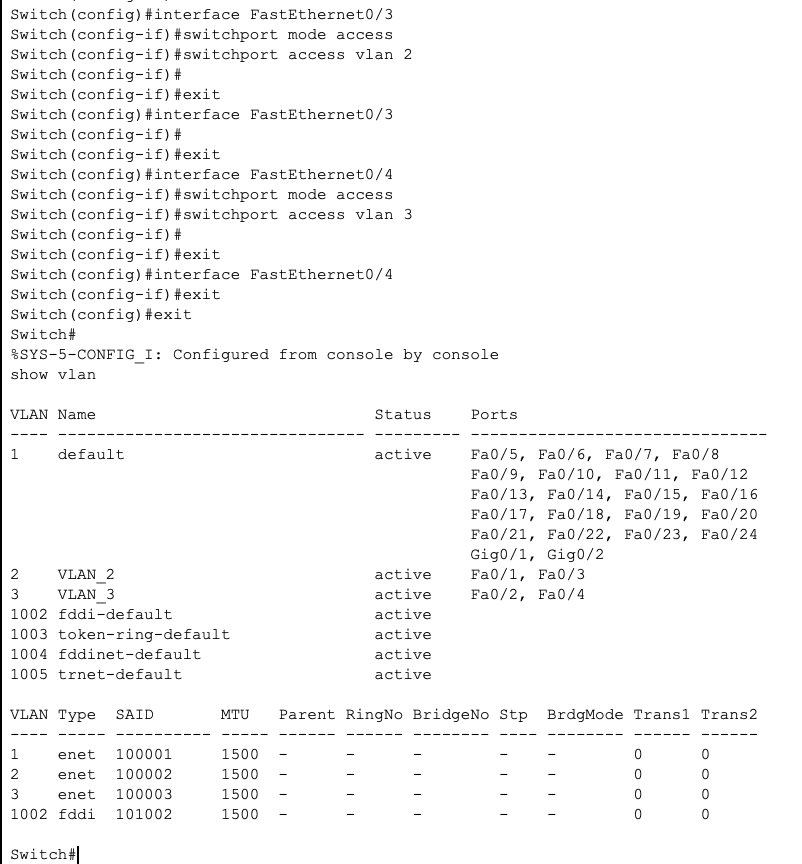 Switch(config)#interface FastEthernet0/3
Switch(config-if)#switchport mode access
Switch(config-if)#switchport access vlan 2
Switch(config-if)#
Switch(config-if)#exit
Switch(config)#interface FastEthernet0/3
Switch(config-if)#
Switch(config-if)#exit
Switch(config)#interface FastEthernet0/4
Switch(config-if)#switchport mode access
Switch(config-if)#switchport access vlan 3
Switch(config-if)#
Switch(config-if)#exit
Switch(config)#interface FastEthernet0/4
Switch(config-if)#exit
Switch(config)#exit
Switch#
%SYS-5-CONFIG_I: Configured from console by console
show vlan

VLAN Name                             Status    Ports
---- -------------------------------- --------- -------------------------------
1    default                          active    Fa0/5, Fa0/6, Fa0/7, Fa0/8
                                                Fa0/9, Fa0/10, Fa0/11, Fa0/12
                                                Fa0/13, Fa0/14, Fa0/15, Fa0/16
                                                Fa0/17, Fa0/18, Fa0/19, Fa0/20
                                                Fa0/21, Fa0/22, Fa0/23, Fa0/24
                                                Gig0/1, Gig0/2
2    VLAN_2                           active    Fa0/1, Fa0/3
3    VLAN_3                           active    Fa0/2, Fa0/4
1002 fddi-default                     active
1003 token-ring-default               active
1004 fddinet-default                  active
1005 trnet-default                    active

VLAN Type  SAID       MTU   Parent RingNo BridgeNo Stp  BrdgMode Trans1 Trans2
---- ----- ---------- ----- ------ ------ -------- ---- -------- ------ ------
1    enet  100001     1500  -      -      -        -    -        0      0
2    enet  100002     1500  -      -      -        -    -        0      0
3    enet  100003     1500  -      -      -        -    -        0      0
1002 fddi  101002     1500  -      -      -        -    -        0      0

Switch#